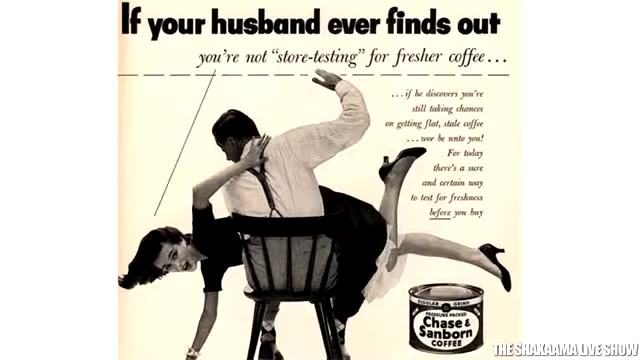 If your husband ever finds out
you're not "store-testing" for fresher coffee...
...if he discovers you're
still taking chances
on getting flat, stale coffee
...woe be unto you!
For today
there's a sure
and certain way
to test for freshness
before you buy
REGULAR GRIND
PRESSURE PACKED
Chase &
Sanborn
COFFEE
THE SHAKAAMA LIVE SHOW